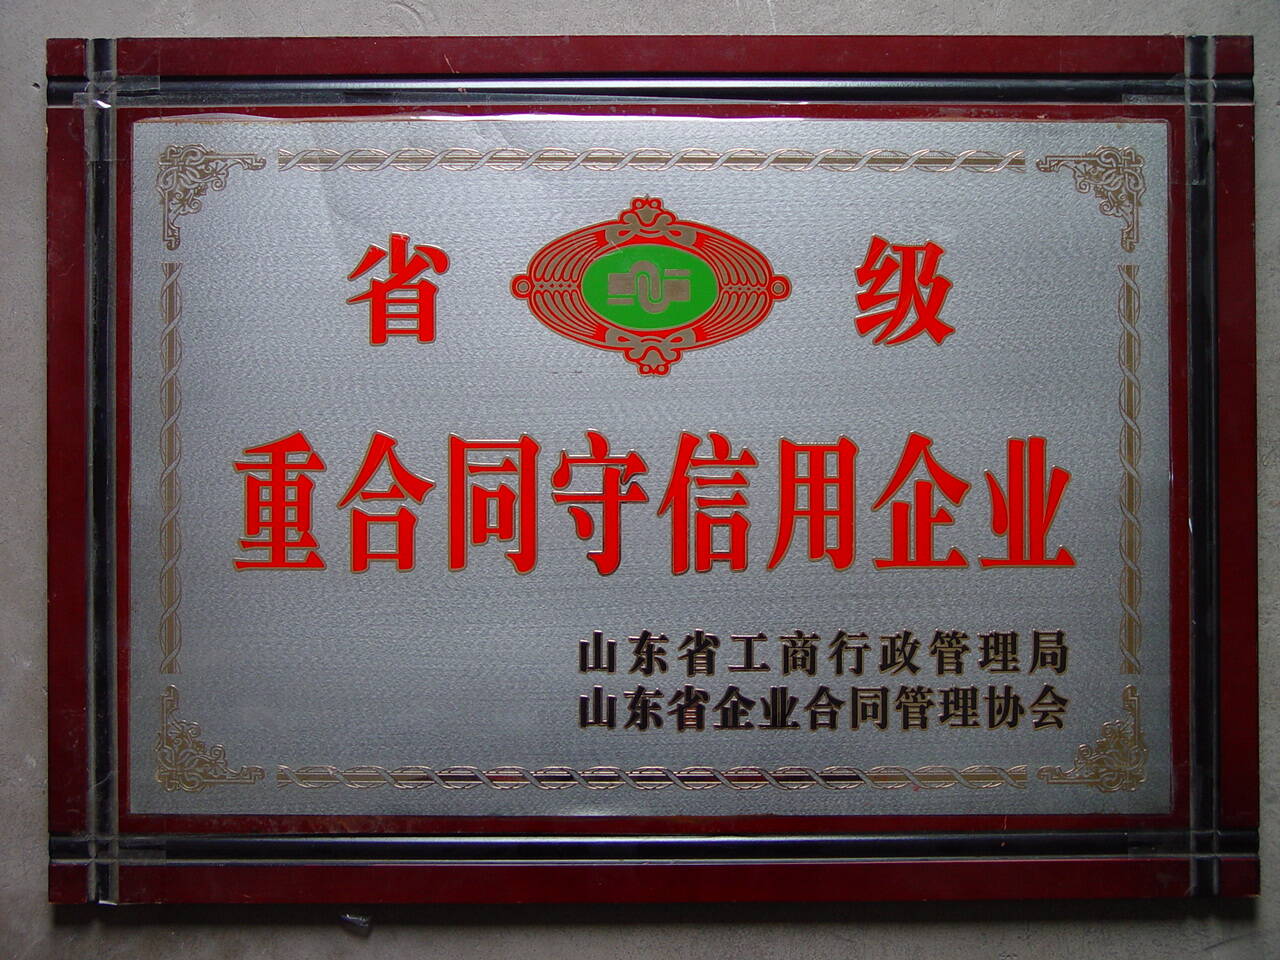 省级
重合同守信用企业
山东省工商行政管理局
山东省企业合同管理协会